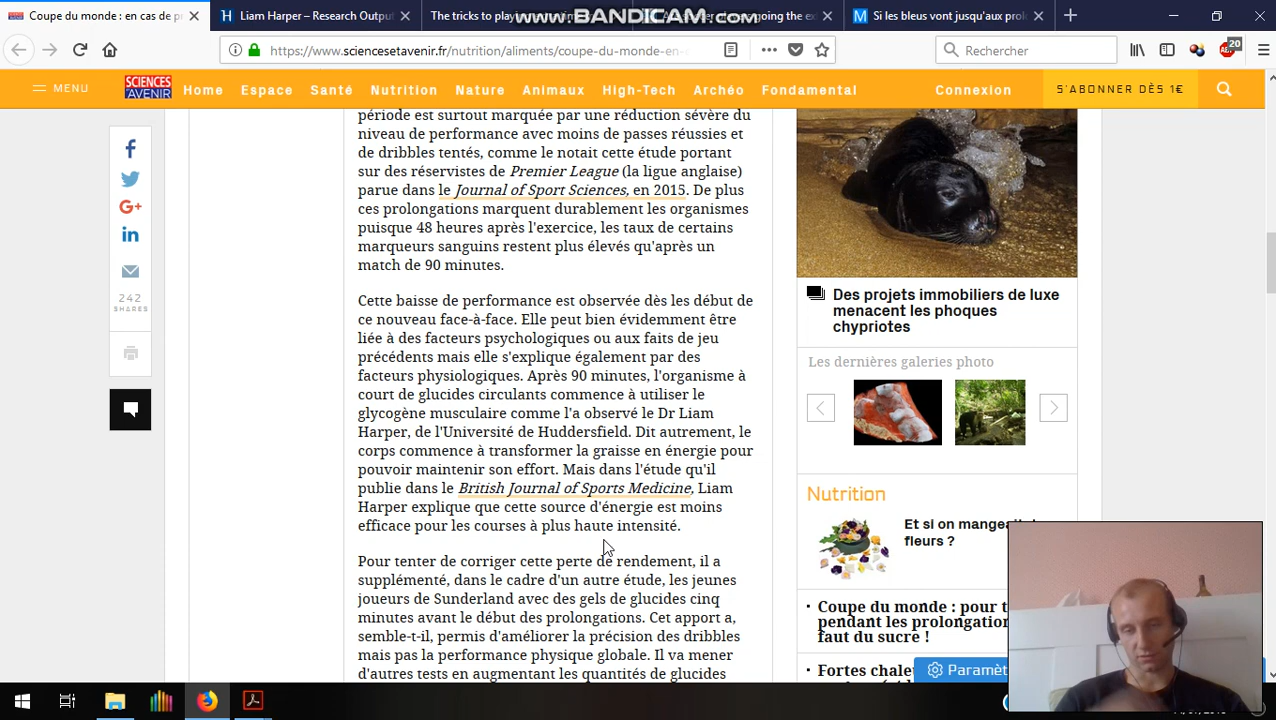 Coupe du monde : en cas de p
Liam Harper – Research Outpu
The tricks to play
www.BANDICAM.com
Si les bleus vont jusqu'aux pro
https://www.sciencesetavenir.fr/nutrition/aliments/coupe-du-monde-en-
Rechercher
20
MENU
SCIENCES
AVENIR
Home
Espace
Santé
Nutrition
Nature
Animaux
High-Tech
Archéo
Fondamental
Connexion
S'ABONNER DÈS 1€
période est surtout marquée par une réduction sévère du
niveau de performance avec moins de passes réussies et
de dribbles tentés, comme le notait cette étude portant
sur des réservistes de Premier League (la ligue anglaise)
parue dans le Journal of Sport Sciences, en 2015. De plus
ces prolongations marquent durablement les organismes
puisque 48 heures après l'exercice, les taux de certains
marqueurs sanguins restent plus élevés qu'après un
match de 90 minutes.
Cette baisse de performance est observée dès les début de
ce nouveau face-à-face. Elle peut bien évidemment être
liée à des facteurs psychologiques ou aux faits de jeu
précédents mais elle s'explique également par des
facteurs physiologiques. Après 90 minutes, l'organisme à
court de glucides circulants commence à utiliser le
glycogène musculaire comme l'a observé le Dr Liam
Harper, de l'Université de Huddersfield. Dit autrement, le
corps commence à transformer la graisse en énergie pour
pouvoir maintenir son effort. Mais dans l'étude qu'il
publie dans le British Journal of Sports Medicine, Liam
Harper explique que cette source d'énergie est moins
efficace pour les courses à plus haute intensité.
Pour tenter de corriger cette perte de rendement, il a
supplémenté, dans le cadre d'un autre étude, les jeunes
joueurs de Sunderland avec des gels de glucides cinq
minutes avant le début des prolongations. Cet apport a,
semble-t-il, permis d'améliorer la précision des dribbles
mais pas la performance physique globale. Il va mener
d'autres tests en augmentant les quantités de glucides
242
SHARES
Des projets immobiliers de luxe
menacent les phoques
chypriotes
Les dernières galeries photo
Nutrition
Et si on mangeait
fleurs ?
Coupe du monde : pour t
pendant les prolongation
faut du sucre !
Fortes chale
Paramèt